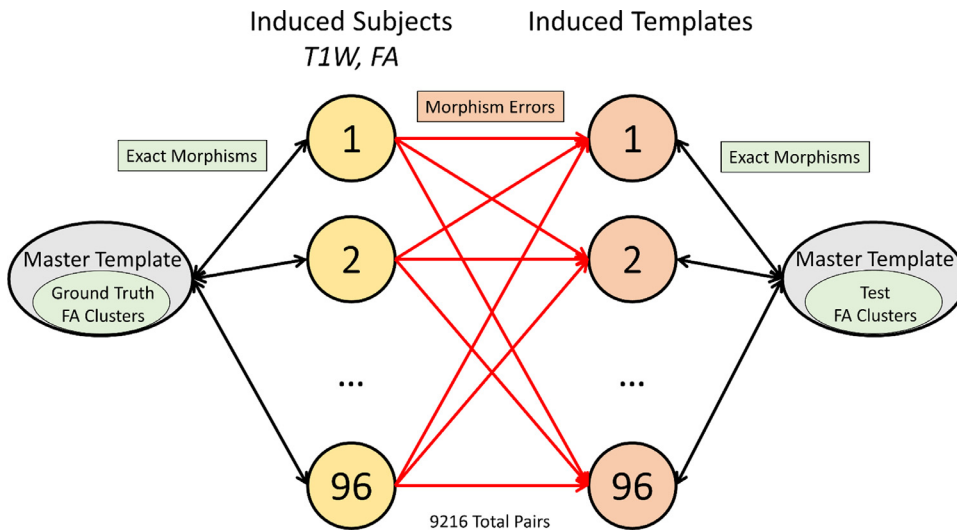 Induced Subjects
T1W, FA
Induced Templates
Exact Morphisms
Morphism Errors
Exact Morphisms
1
1
2
2
Master Template
Ground Truth
FA Clusters
Master Template
Test
FA Clusters
...
...
96
96
9216 Total Pairs